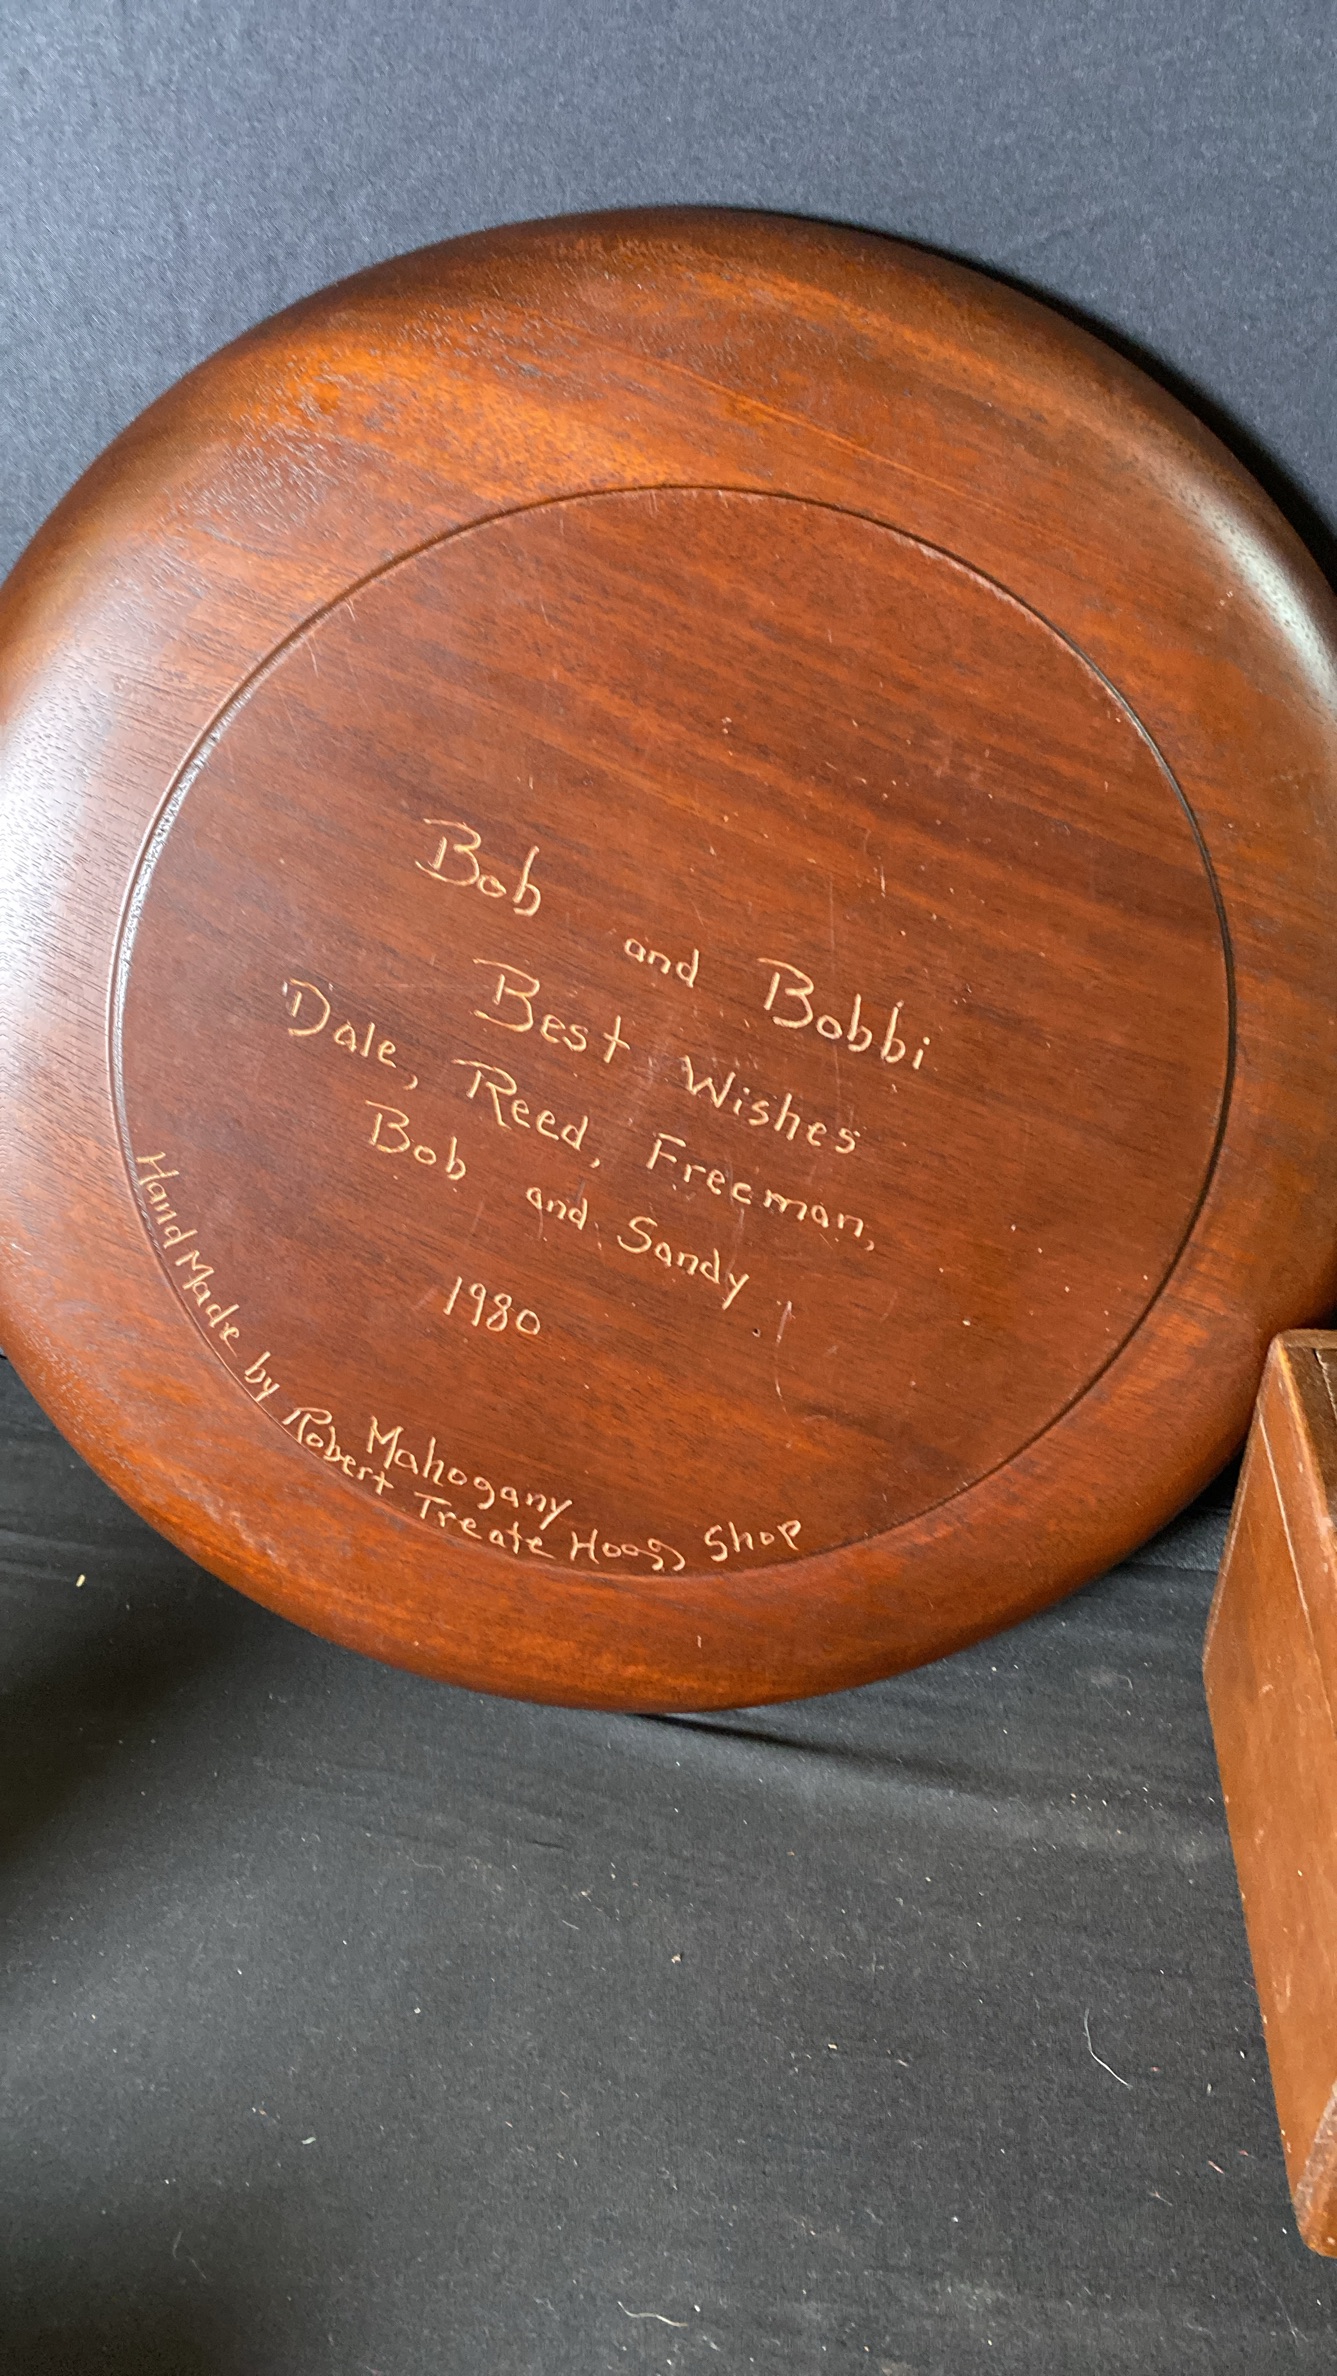 Bob and Bobbi
Best Wishes
Dale, Reed, Freeman,
Bob and Sandy
1980
Mahogany
Hand Made by Robert Treate Hogg Shop